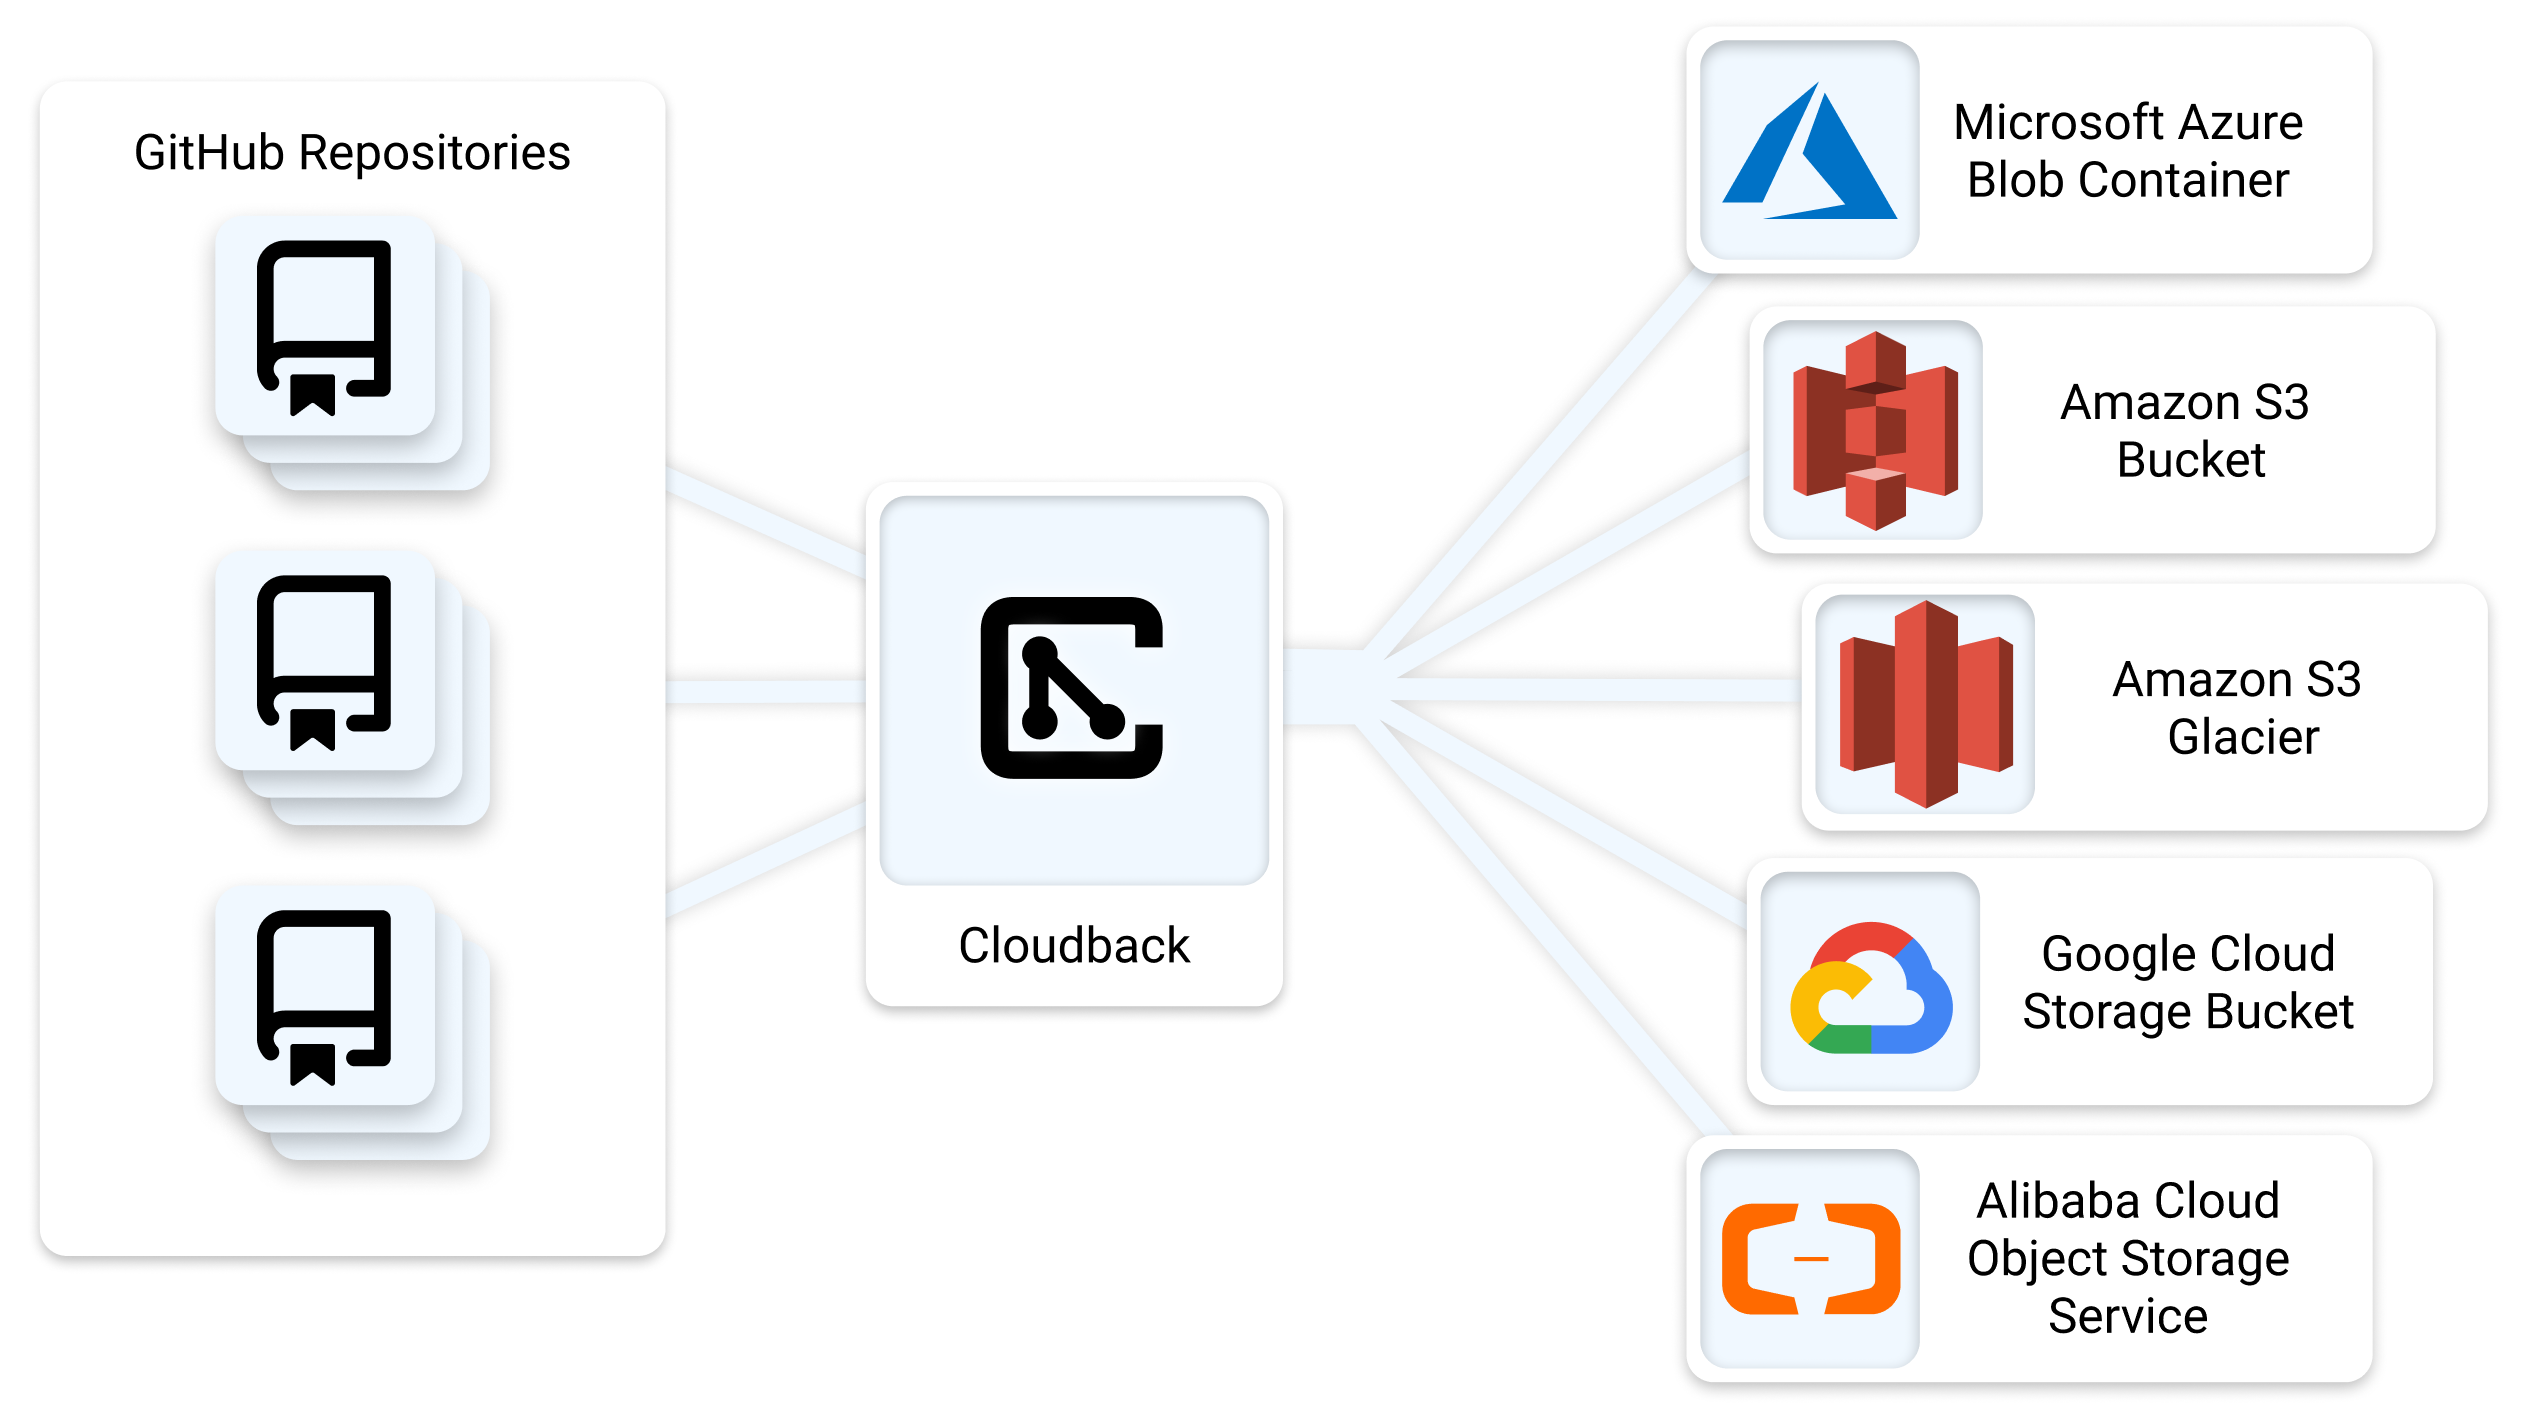 GitHub Repositories
Cloudback
Microsoft Azure
Blob Container
Amazon S3
Bucket
Amazon S3
Glacier
Google Cloud
Storage Bucket
Alibaba Cloud
Object Storage
Service